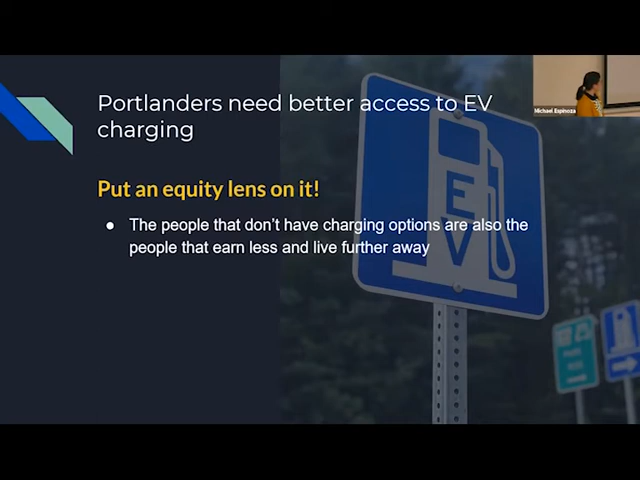 Portlanders need better access to EV
charging
Put an equity lens on it!
● The people that don't have charging options are also the
people that earn less and live further away
EV
Michael Espinoza